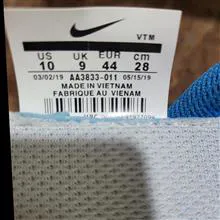 VTM
US UK EUR cm
10 9 44 28
03/02/19 AA3833-011 05/15/19
MADE IN VIETNAM
FABRIQUÉ AU VIENAM